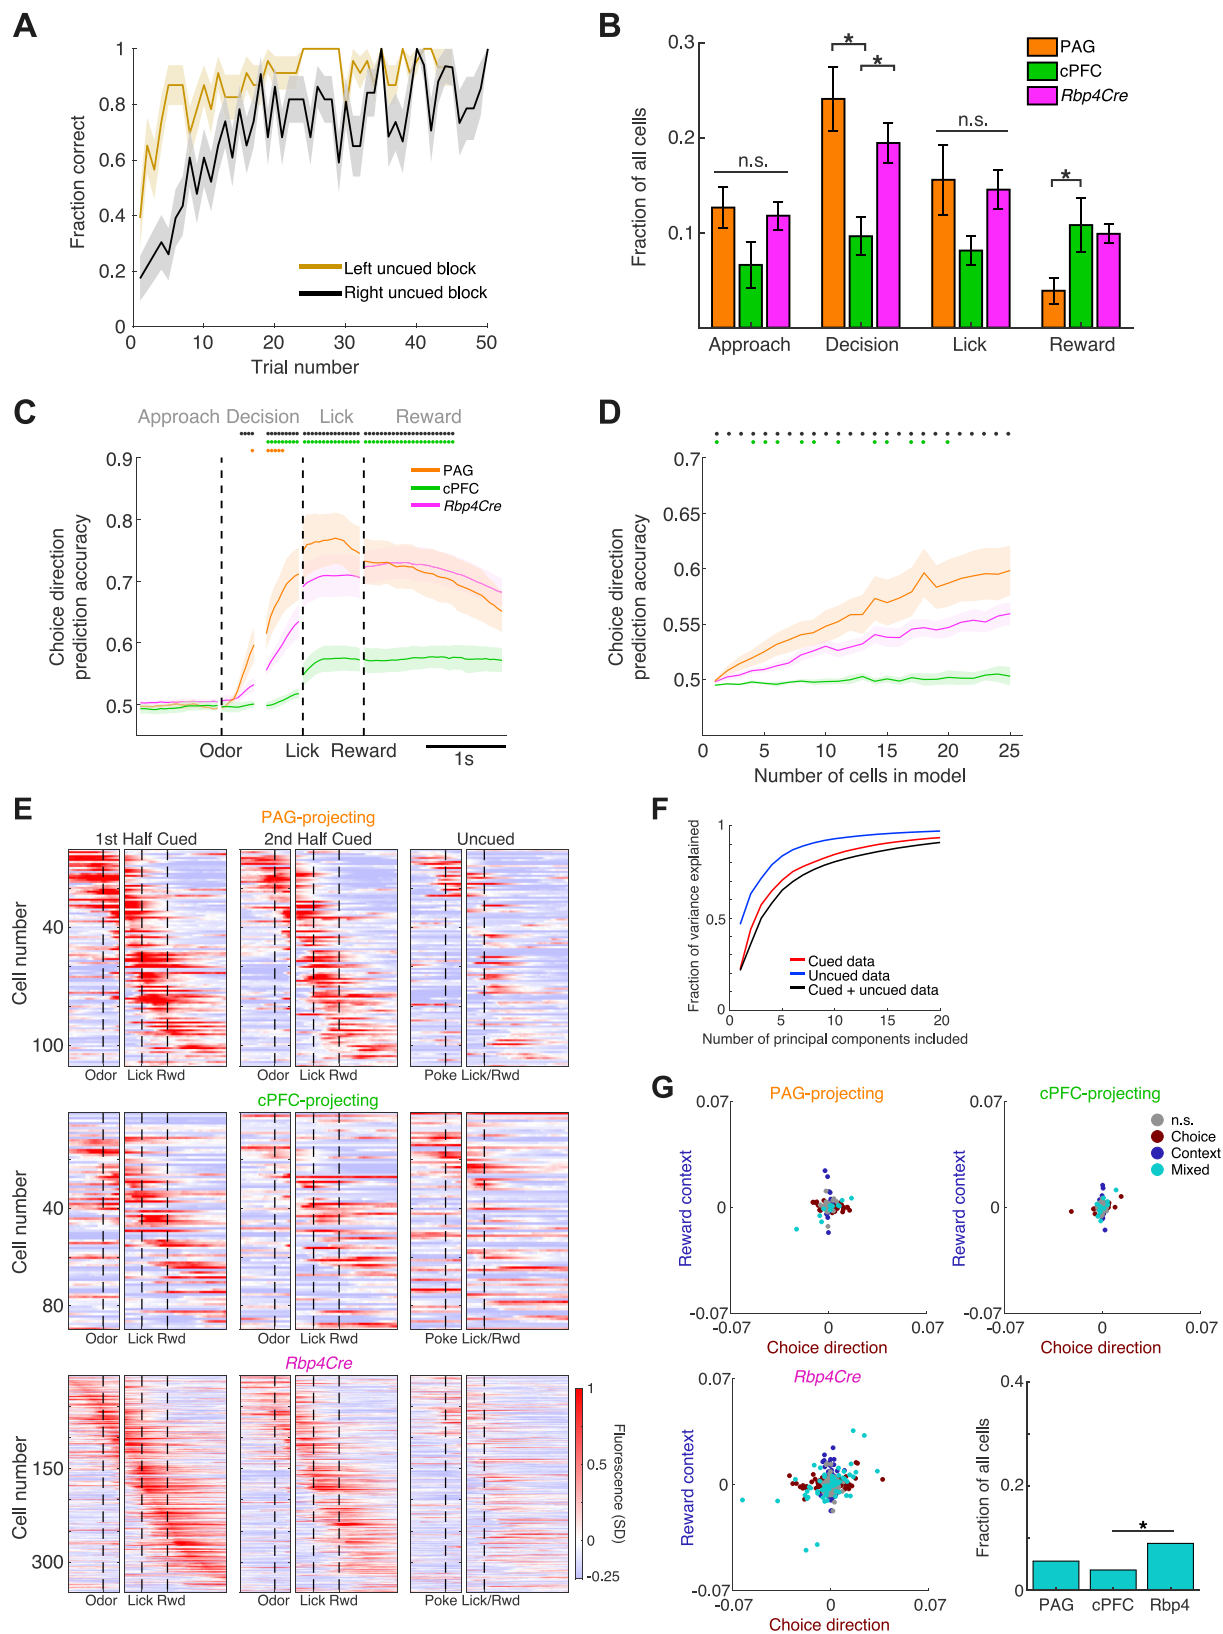 A
Fraction correct
1
0.8
0.6
0.4
0.2
0
0 10 20 30 40 50
Trial number
Left uncued block
Right uncued block
B
Fraction of all cells
0.3
0.2
0.1
PAG
cPFC
Rbp4Cre
n.s.
*
*
n.s.
*
Approach Decision Lick Reward
C
Approach Decision Lick Reward
Choice direction
prediction accuracy
0.9
0.8
0.7
0.6
0.5
PAG
cPFC
Rbp4Cre
Odor Lick Reward
1s
D
Choice direction
prediction accuracy
0.7
0.65
0.6
0.55
0.5
0 5 10 15 20 25
Number of cells in model
E
PAG-projecting
1st Half Cued 2nd Half Cued Uncued
Cell number
40
100
Odor Lick Rwd Odor Lick Rwd Poke Lick/Rwd
cPFC-projecting
Cell number
40
80
Odor Lick Rwd Odor Lick Rwd Poke Lick/Rwd
Rbp4Cre
Cell number
150
300
Odor Lick Rwd Odor Lick Rwd Poke Lick/Rwd
1
0.5
0
-0.25
Fluorescence (SD)
F
Fraction of variance explained
1
0.5
0
0 5 10 15 20
Number of principal components included
Cued data
Uncued data
Cued + uncued data
G
PAG-projecting
Reward context
0.07
0
-0.07
-0.07 0 0.07
Choice direction
cPFC-projecting
Reward context
0.07
0
-0.07
-0.07 0 0.07
Choice direction
n.s.
Choice
Context
Mixed
Rbp4Cre
Reward context
0.07
0
-0.07
-0.07 0 0.07
Choice direction
Fraction of all cells
0.4
0.2
0
*
PAG cPFC Rbp4